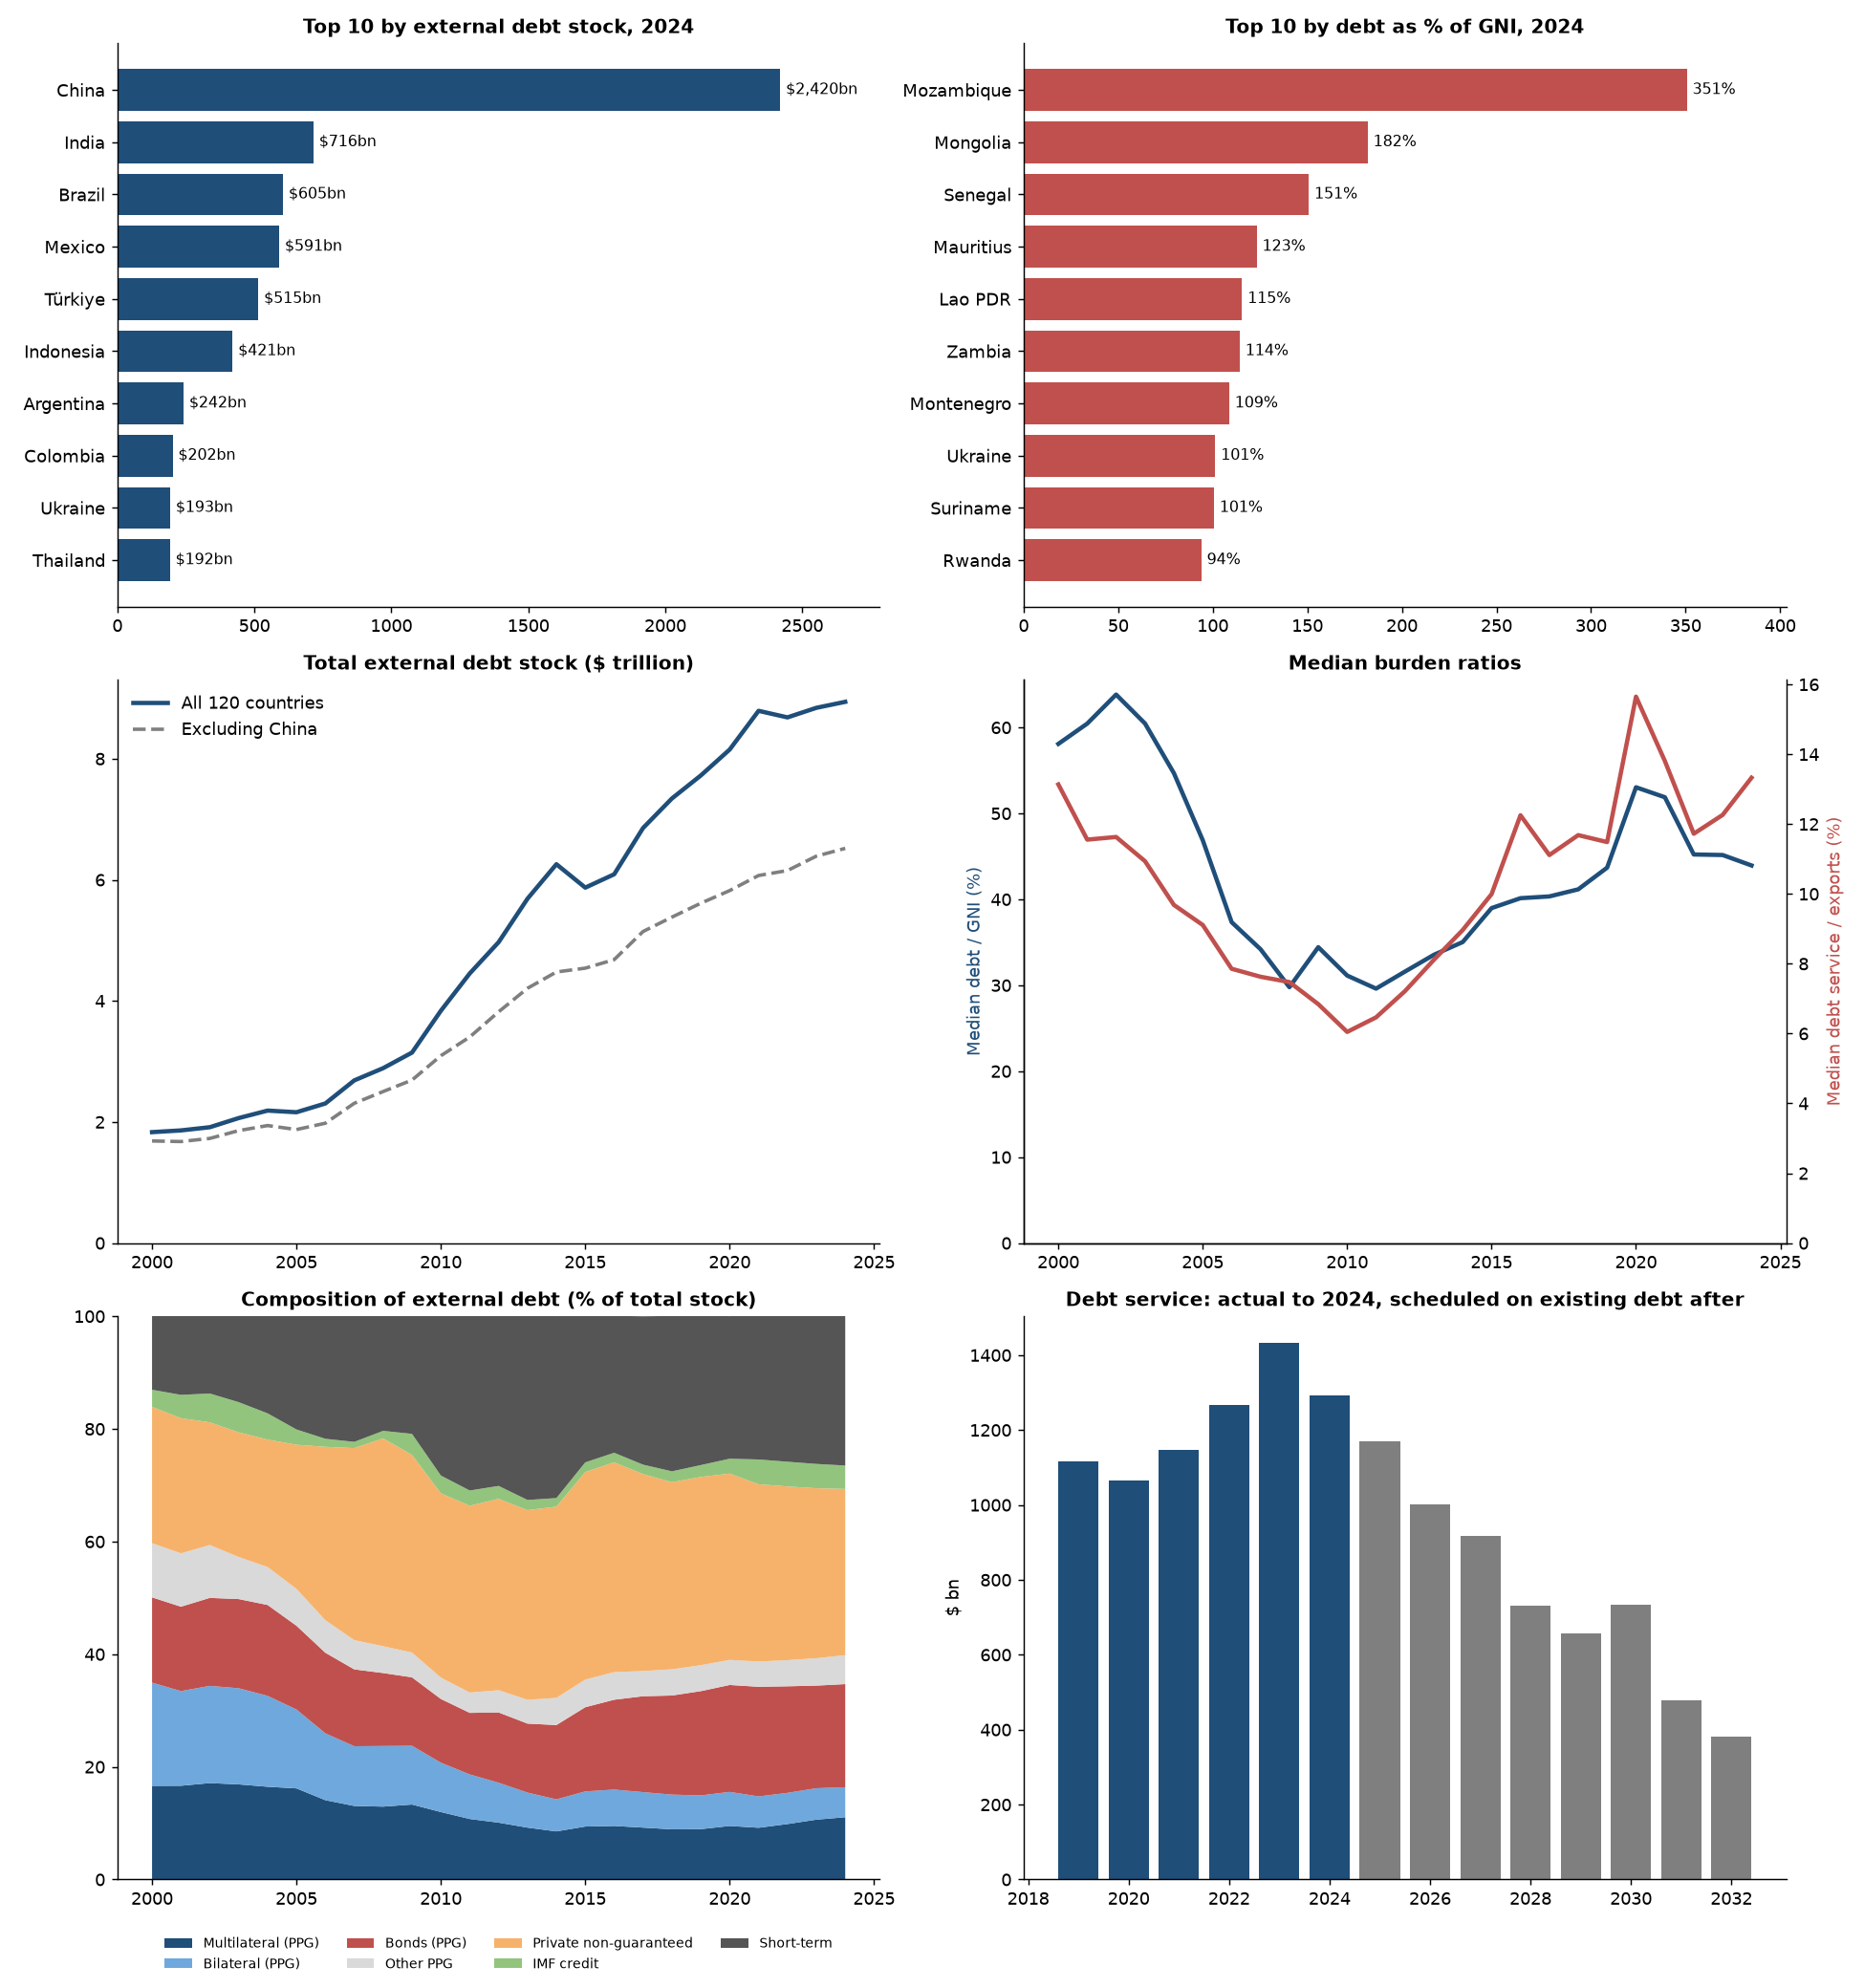 Top 10 by external debt stock, 2024
China $2,420bn
India $716bn
Brazil $605bn
Mexico $591bn
Türkiye $515bn
Indonesia $421bn
Argentina $242bn
Colombia $202bn
Ukraine $193bn
Thailand $192bn
0 500 1000 1500 2000 2500
Top 10 by debt as % of GNI, 2024
Mozambique 351%
Mongolia 182%
Senegal 151%
Mauritius 123%
Lao PDR 115%
Zambia 114%
Montenegro 109%
Ukraine 101%
Suriname 101%
Rwanda 94%
0 50 100 150 200 250 300 350 400
Total external debt stock ($ trillion)
All 120 countries
Excluding China
8
6
4
2
0
2000 2005 2010 2015 2020 2025
Median burden ratios
Median debt / GNI (%)
60
50
40
30
20
10
0
16
14
12
10
8
6
4
2
0
Median debt service / exports (%)
2000 2005 2010 2015 2020 2025
Composition of external debt (% of total stock)
100
80
60
40
20
0
2000 2005 2010 2015 2020 2025
Multilateral (PPG) Bonds (PPG) Private non-guaranteed Short-term
Bilateral (PPG) Other PPG IMF credit
Debt service: actual to 2024, scheduled on existing debt after
$ bn
1400
1200
1000
800
600
400
200
0
2018 2020 2022 2024 2026 2028 2030 2032